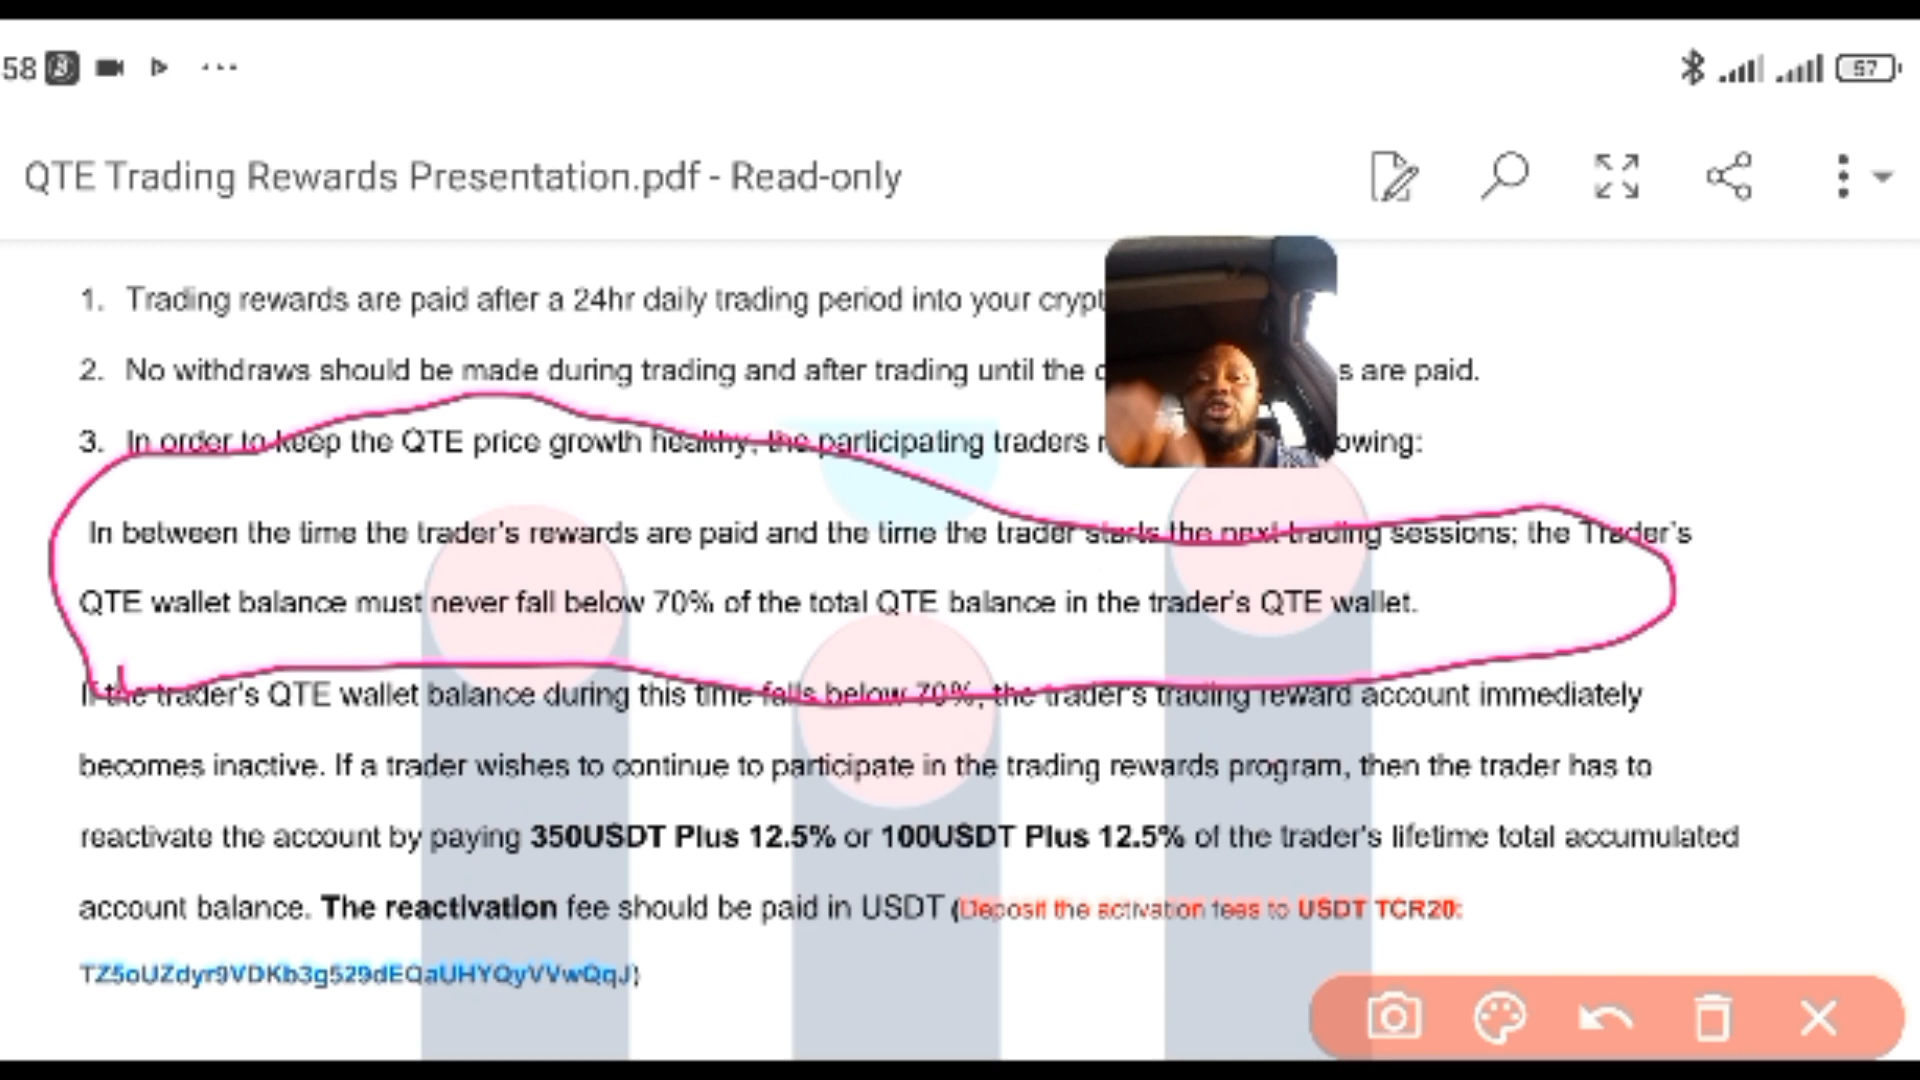 58
57
QTE Trading Rewards Presentation.pdf - Read-only
1. Trading rewards are paid after a 24hr daily trading period into your crypt
2. No withdraws should be made during trading and after trading until the s are paid.
3. In order to keep the QTE price growth healthy, the participating traders owing:
In between the time the trader's rewards are paid and the time the trader starts the next trading sessions; the Trader's
QTE wallet balance must never fall below 70% of the total QTE balance in the trader's QTE wallet.
If the trader's QTE wallet balance during this time falls below 70%, the trader's trading reward account immediately
becomes inactive. If a trader wishes to continue to participate in the trading rewards program, then the trader has to
reactivate the account by paying 350USDT Plus 12.5% or 100USDT Plus 12.5% of the trader's lifetime total accumulated
account balance. The reactivation fee should be paid in USDT (Deposit the activation fees to USDT TCR20:
TZ5oUZdyr9VDKb3g529dEQaUHYQyVVwQqJ)